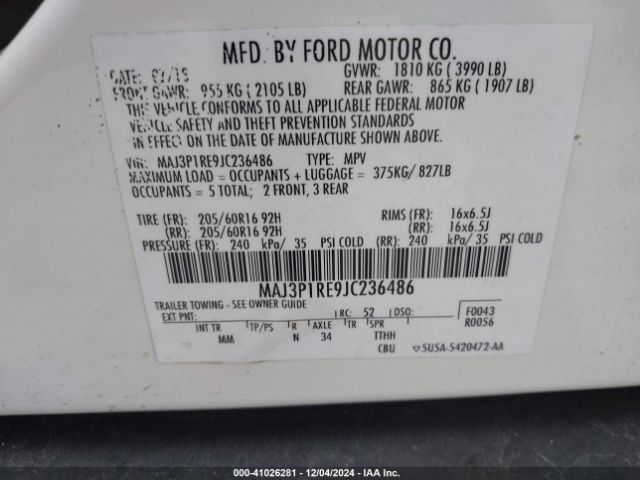 MFD. BY FORD MOTOR CO.
DATE: GVWR: 1810 KG ( 3990 LB)
FRONT GAWR: 955 KG ( 2105 LB) REAR GAWR: 865 KG ( 1907 LB)
THIS VEHICLE CONFORMS TO ALL APPLICABLE FEDERAL MOTOR
VEHICLE SAFETY AND THEFT PREVENTION STANDARDS
IN EFFECT ON THE DATE OF MANUFACTURE SHOWN ABOVE.
VIN: MAJ3P1RE9JC236486 TYPE: MPV
MAXIMUM LOAD = OCCUPANTS + LUGGAGE = 375KG/ 827LB
OCCUPANTS = 5 TOTAL; 2 FRONT, 3 REAR
TIRE (FR): 205/60R16 92H RIMS (FR): 16x6.5J
(RR): 205/60R16 92H (RR): 16x6.5J
PRESSURE (FR): 240 kPa/ 35 PSI COLD (RR): 240 kPa/ 35 PSI COLD
MAJ3P1RE9JC236486
TRAILER TOWING - SEE OWNER GUIDE
EXT PNT: RC: 52 DSO: F0043
R0056
INT TR TP/PS R AXLE TR SPR
MM N 34 TTHH
CBU 5U5A-5420472-AA
000-41026281 - 12/04/2024 - IAA Inc.